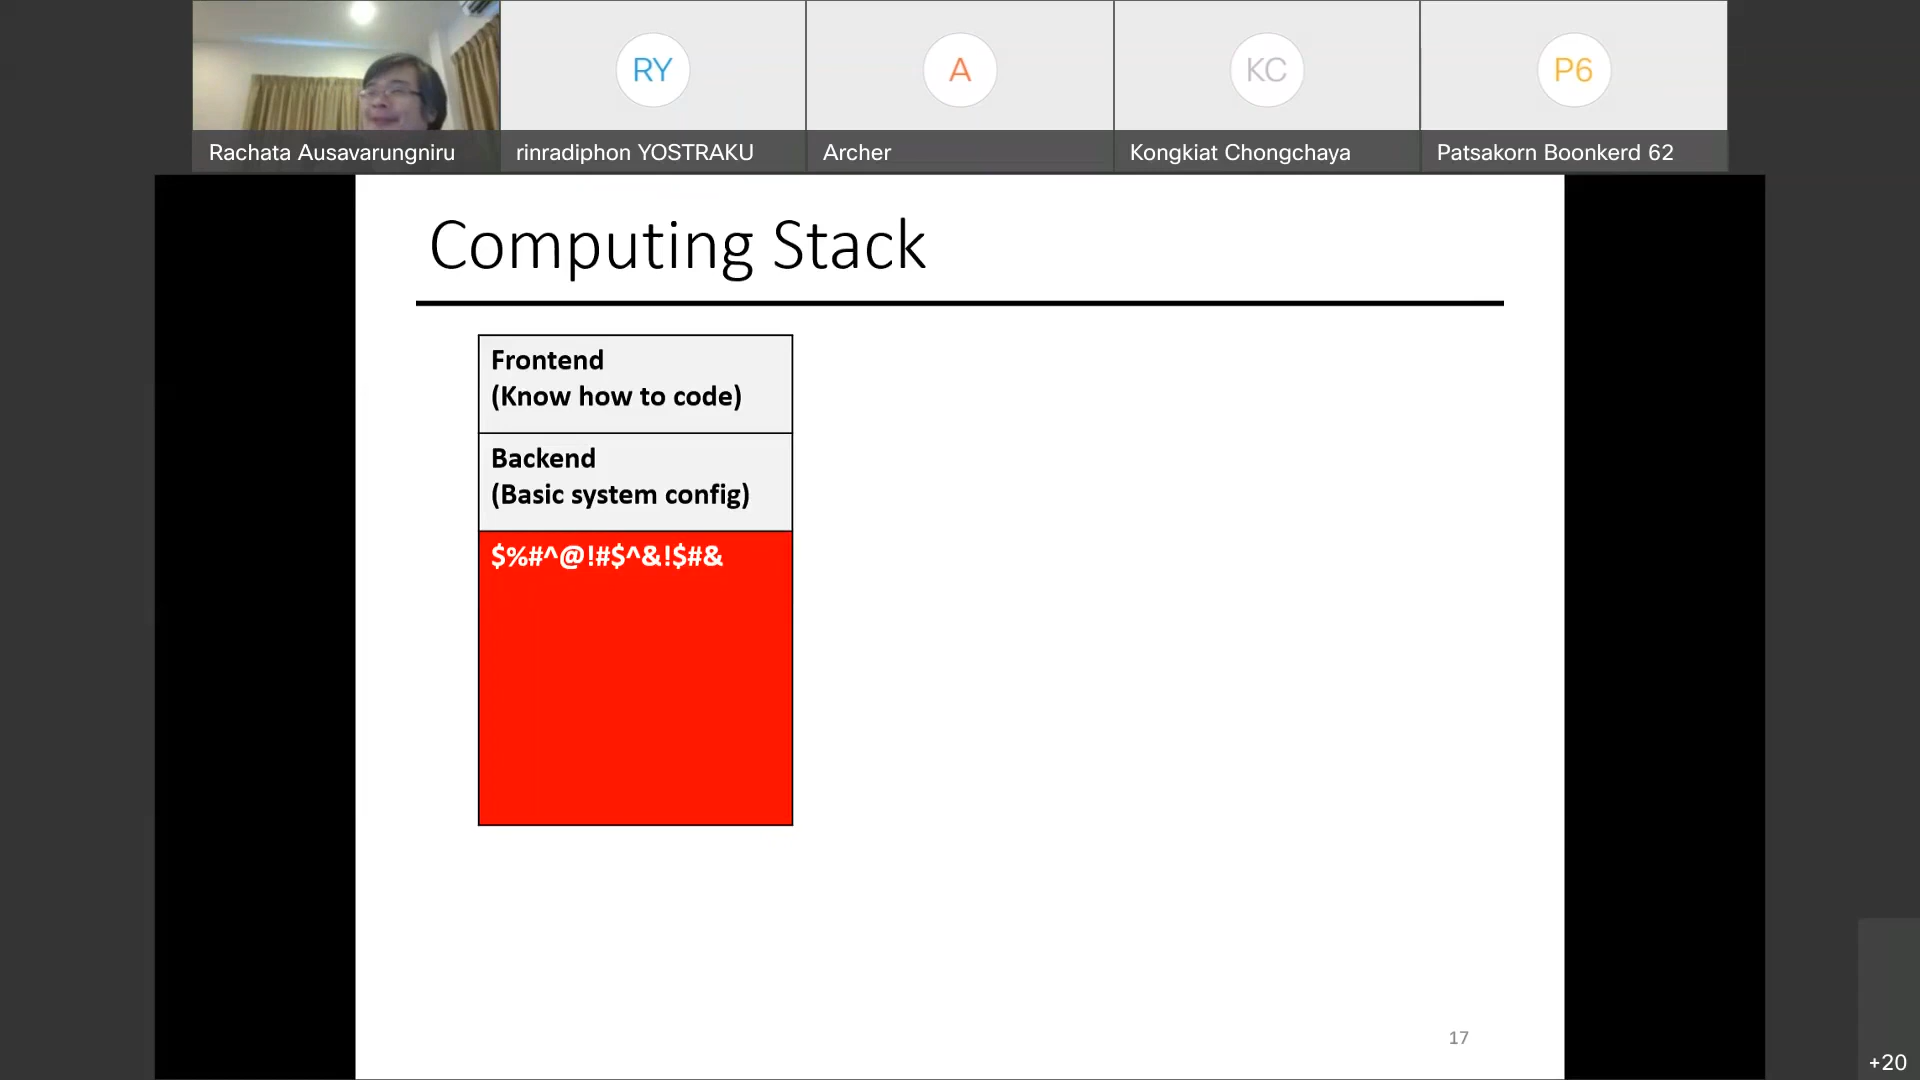 RY
A
KC
P6
Rachata Ausavarungniru
rinradiphon YOSTRAKU
Archer
Kongkiat Chongchaya
Patsakorn Boonkerd 62
Computing Stack
Frontend
(Know how to code)
Backend
(Basic system config)
$%#^@!#$^&!$#&
17
+20